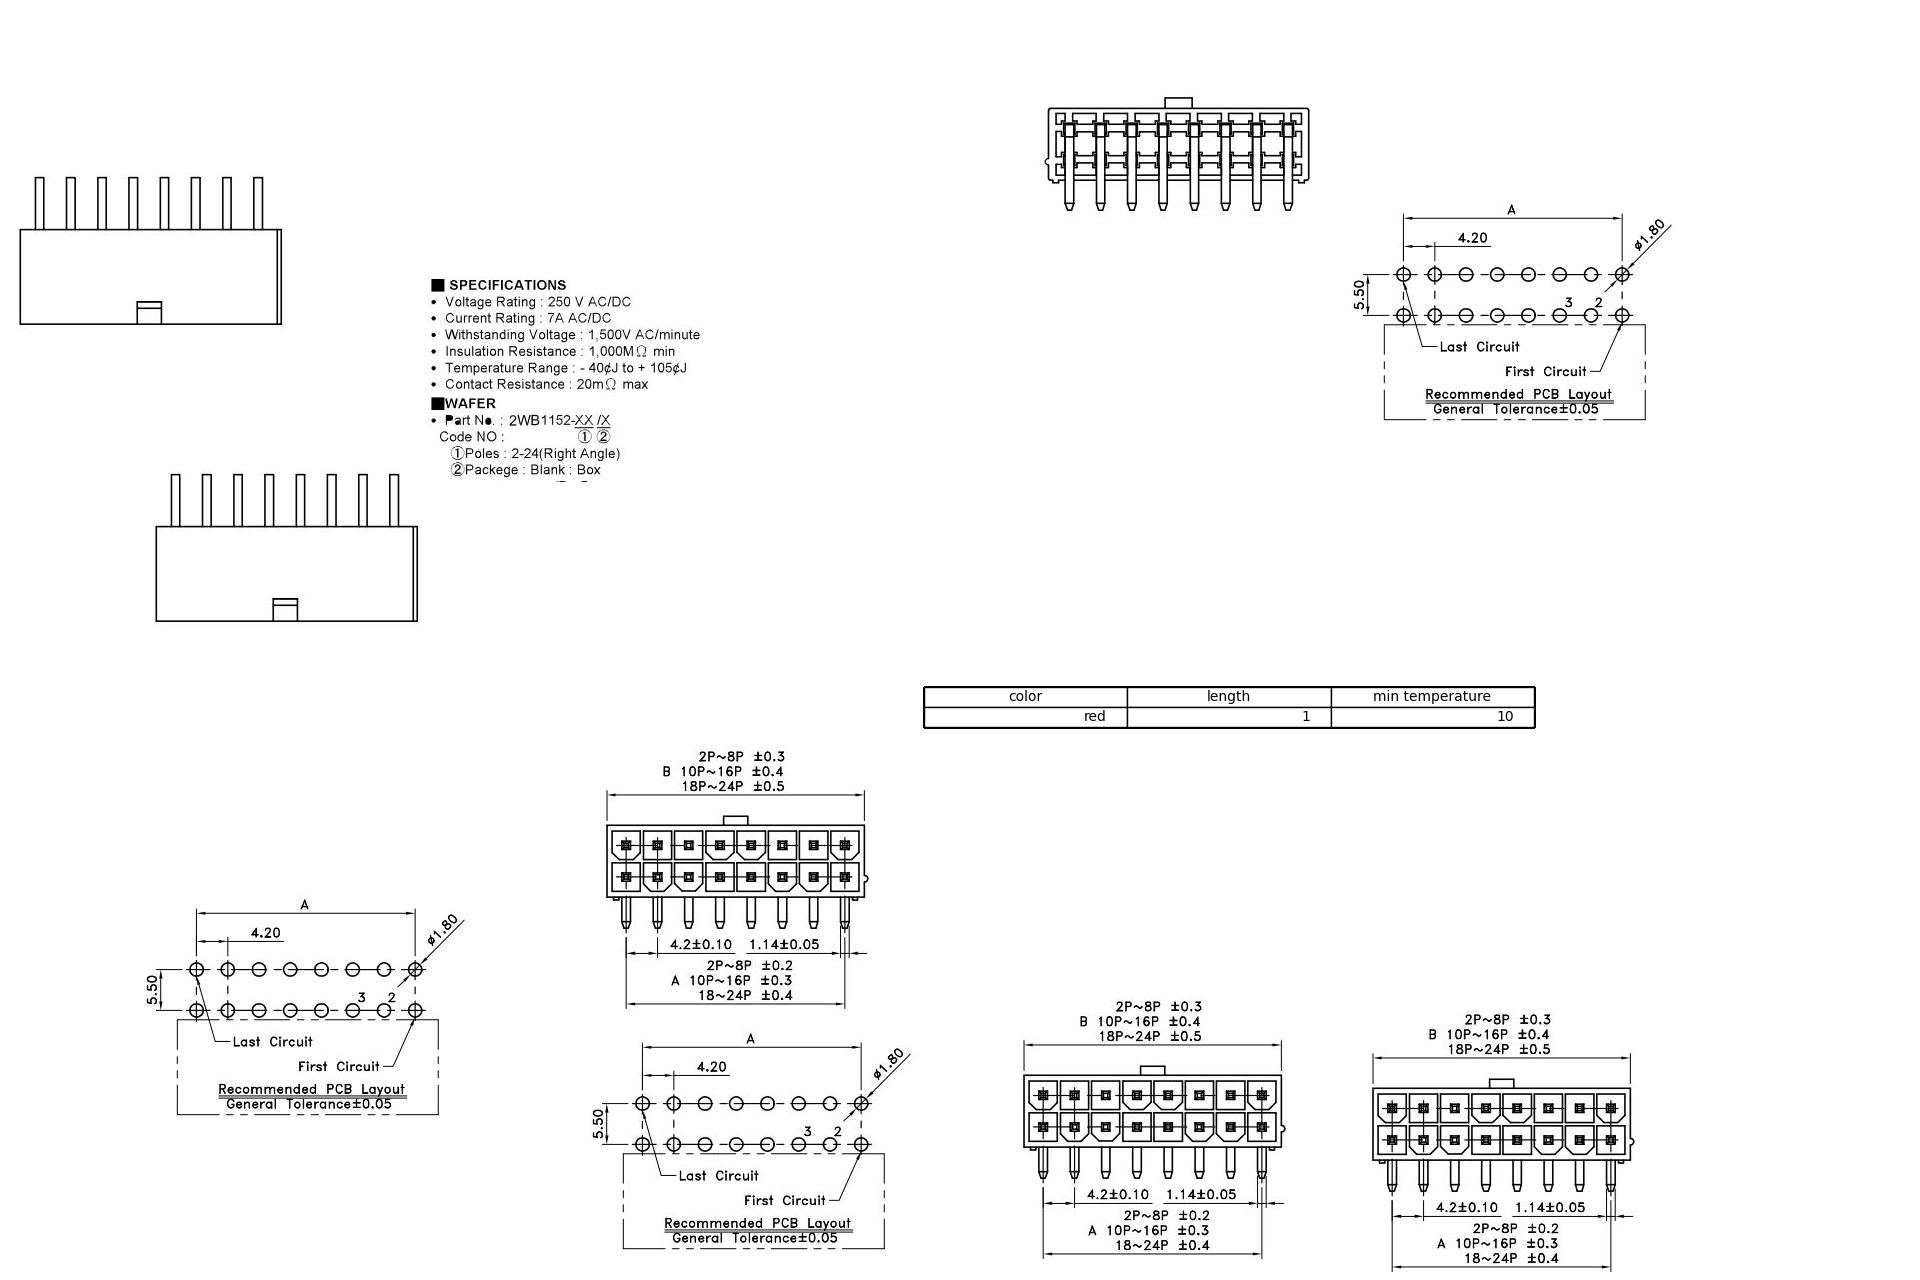 A
4.20
ø1.80
5.50
3 2
Last Circuit
First Circuit
Recommended PCB Layout
General Tolerance±0.05
■ SPECIFICATIONS
• Voltage Rating : 250 V AC/DC
• Current Rating : 7A AC/DC
• Withstanding Voltage : 1,500V AC/minute
• Insulation Resistance : 1,000MΩ min
• Temperature Range : - 40¢J to + 105¢J
• Contact Resistance : 20mΩ max
■WAFER
• Part No. : 2WB1152-XX /X
Code NO : ① ②
①Poles : 2-24(Right Angle)
②Packege : Blank : Box
color length min temperature
red 1 10
2P~8P ±0.3
B 10P~16P ±0.4
18P~24P ±0.5
4.2±0.10 1.14±0.05
2P~8P ±0.2
A 10P~16P ±0.3
18~24P ±0.4
A
4.20
ø1.80
5.50
3 2
Last Circuit
First Circuit
Recommended PCB Layout
General Tolerance±0.05
A
4.20
ø1.80
5.50
3 2
Last Circuit
First Circuit
Recommended PCB Layout
General Tolerance±0.05
2P~8P ±0.3
B 10P~16P ±0.4
18P~24P ±0.5
4.2±0.10 1.14±0.05
2P~8P ±0.2
A 10P~16P ±0.3
18~24P ±0.4
2P~8P ±0.3
B 10P~16P ±0.4
18P~24P ±0.5
4.2±0.10 1.14±0.05
2P~8P ±0.2
A 10P~16P ±0.3
18~24P ±0.4